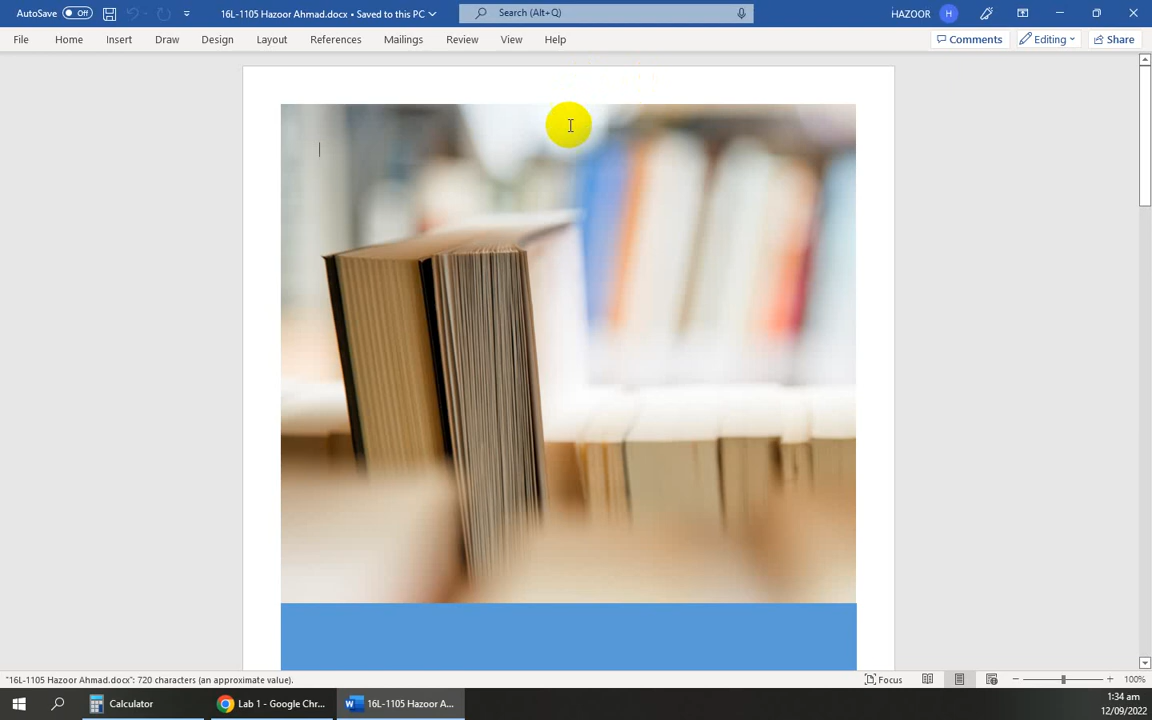 AutoSave Off 16L-1105 Hazoor Ahmad.docx • Saved to this PC Search (Alt+Q) HAZOOR H
File Home Insert Draw Design Layout References Mailings Review View Help Comments Editing Share
"16L-1105 Hazoor Ahmad.docx": 720 characters (an approximate value). Focus 100%
Calculator Lab 1 - Google Chr... 16L-1105 Hazoor A... 1:34 am
12/09/2022